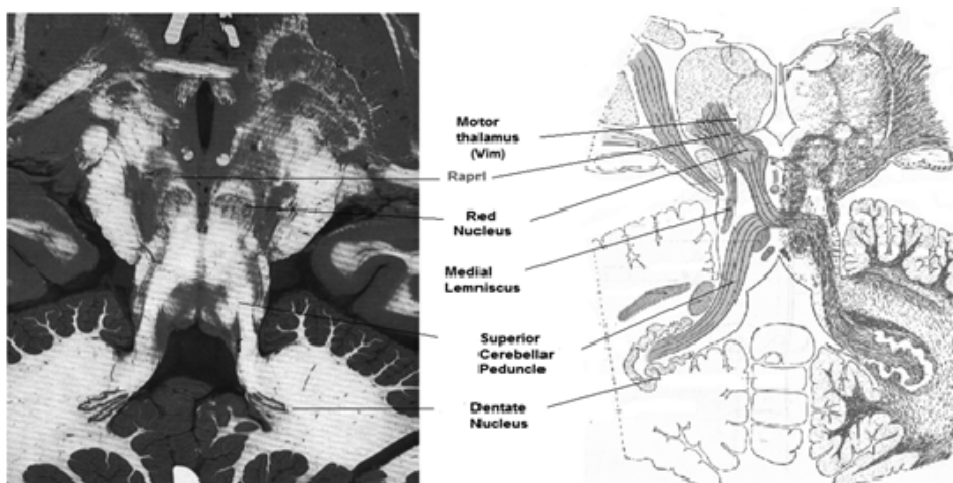 Motor
thalamus
(Vim)
Raprl
Red
Nucleus
Medial
Lemniscus
Superior
Cerebellar
Peduncle
Dentate
Nucleus